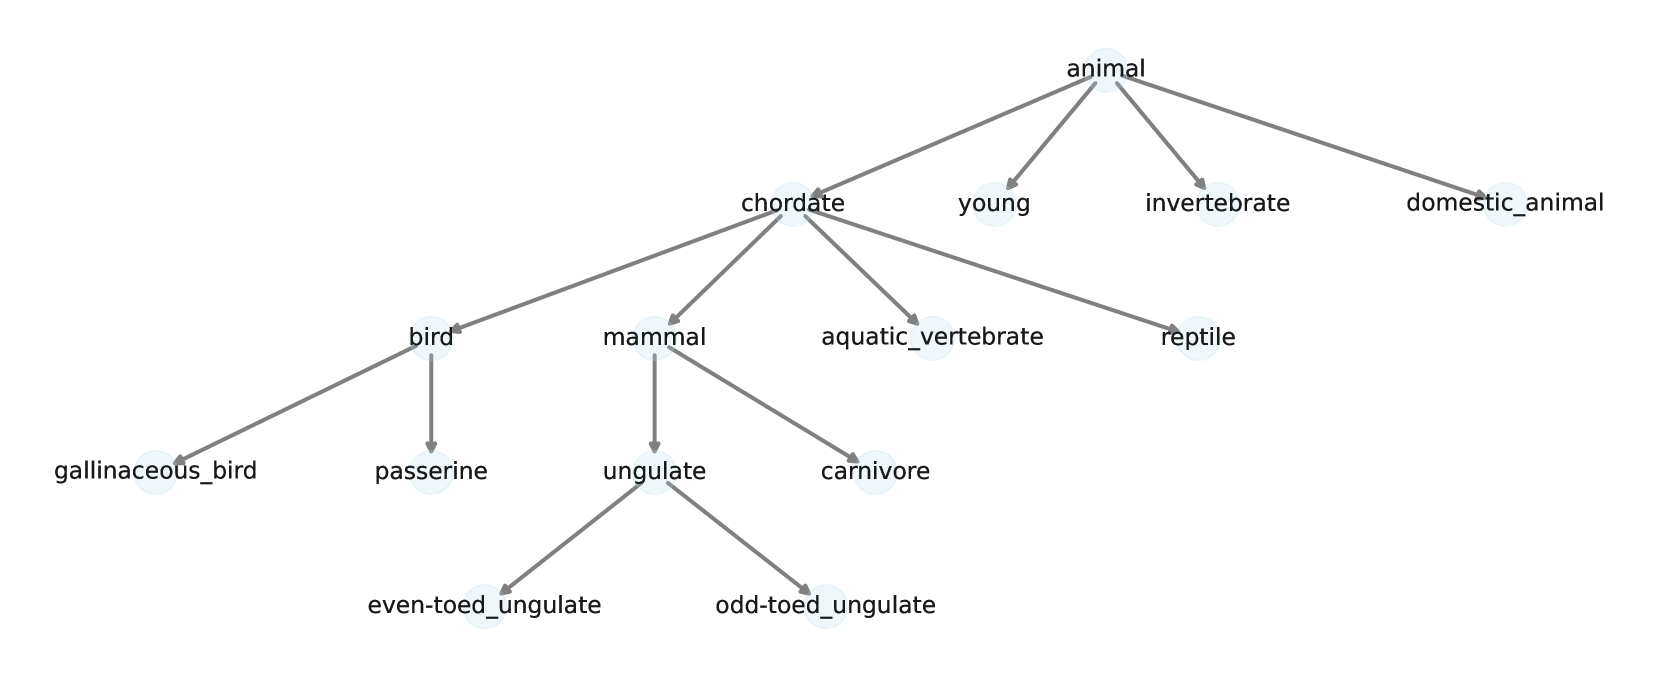 animal
chordate
young
invertebrate
domestic_animal
bird
mammal
aquatic_vertebrate
reptile
gallinaceous_bird
passerine
ungulate
carnivore
even-toed_ungulate
odd-toed_ungulate